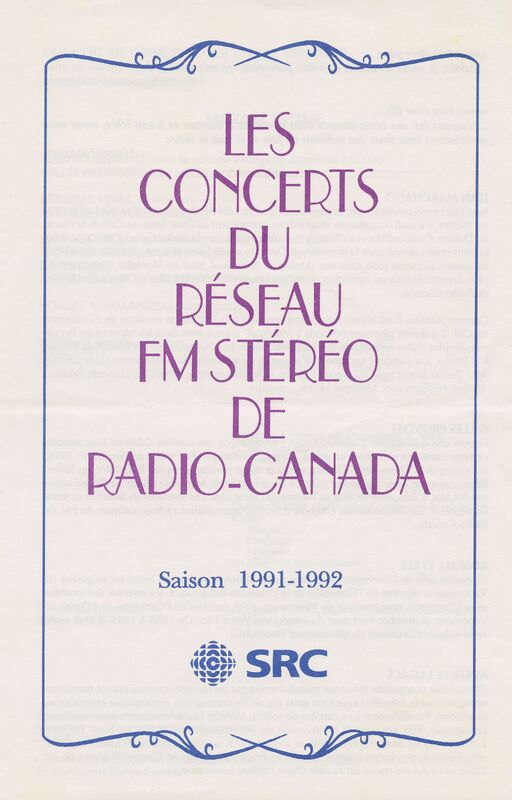 LES
CONCERTS
DU
RÉSEAU
FM STÉRÉO
DE
RADIO-CANADA
Saison 1991-1992
SRC